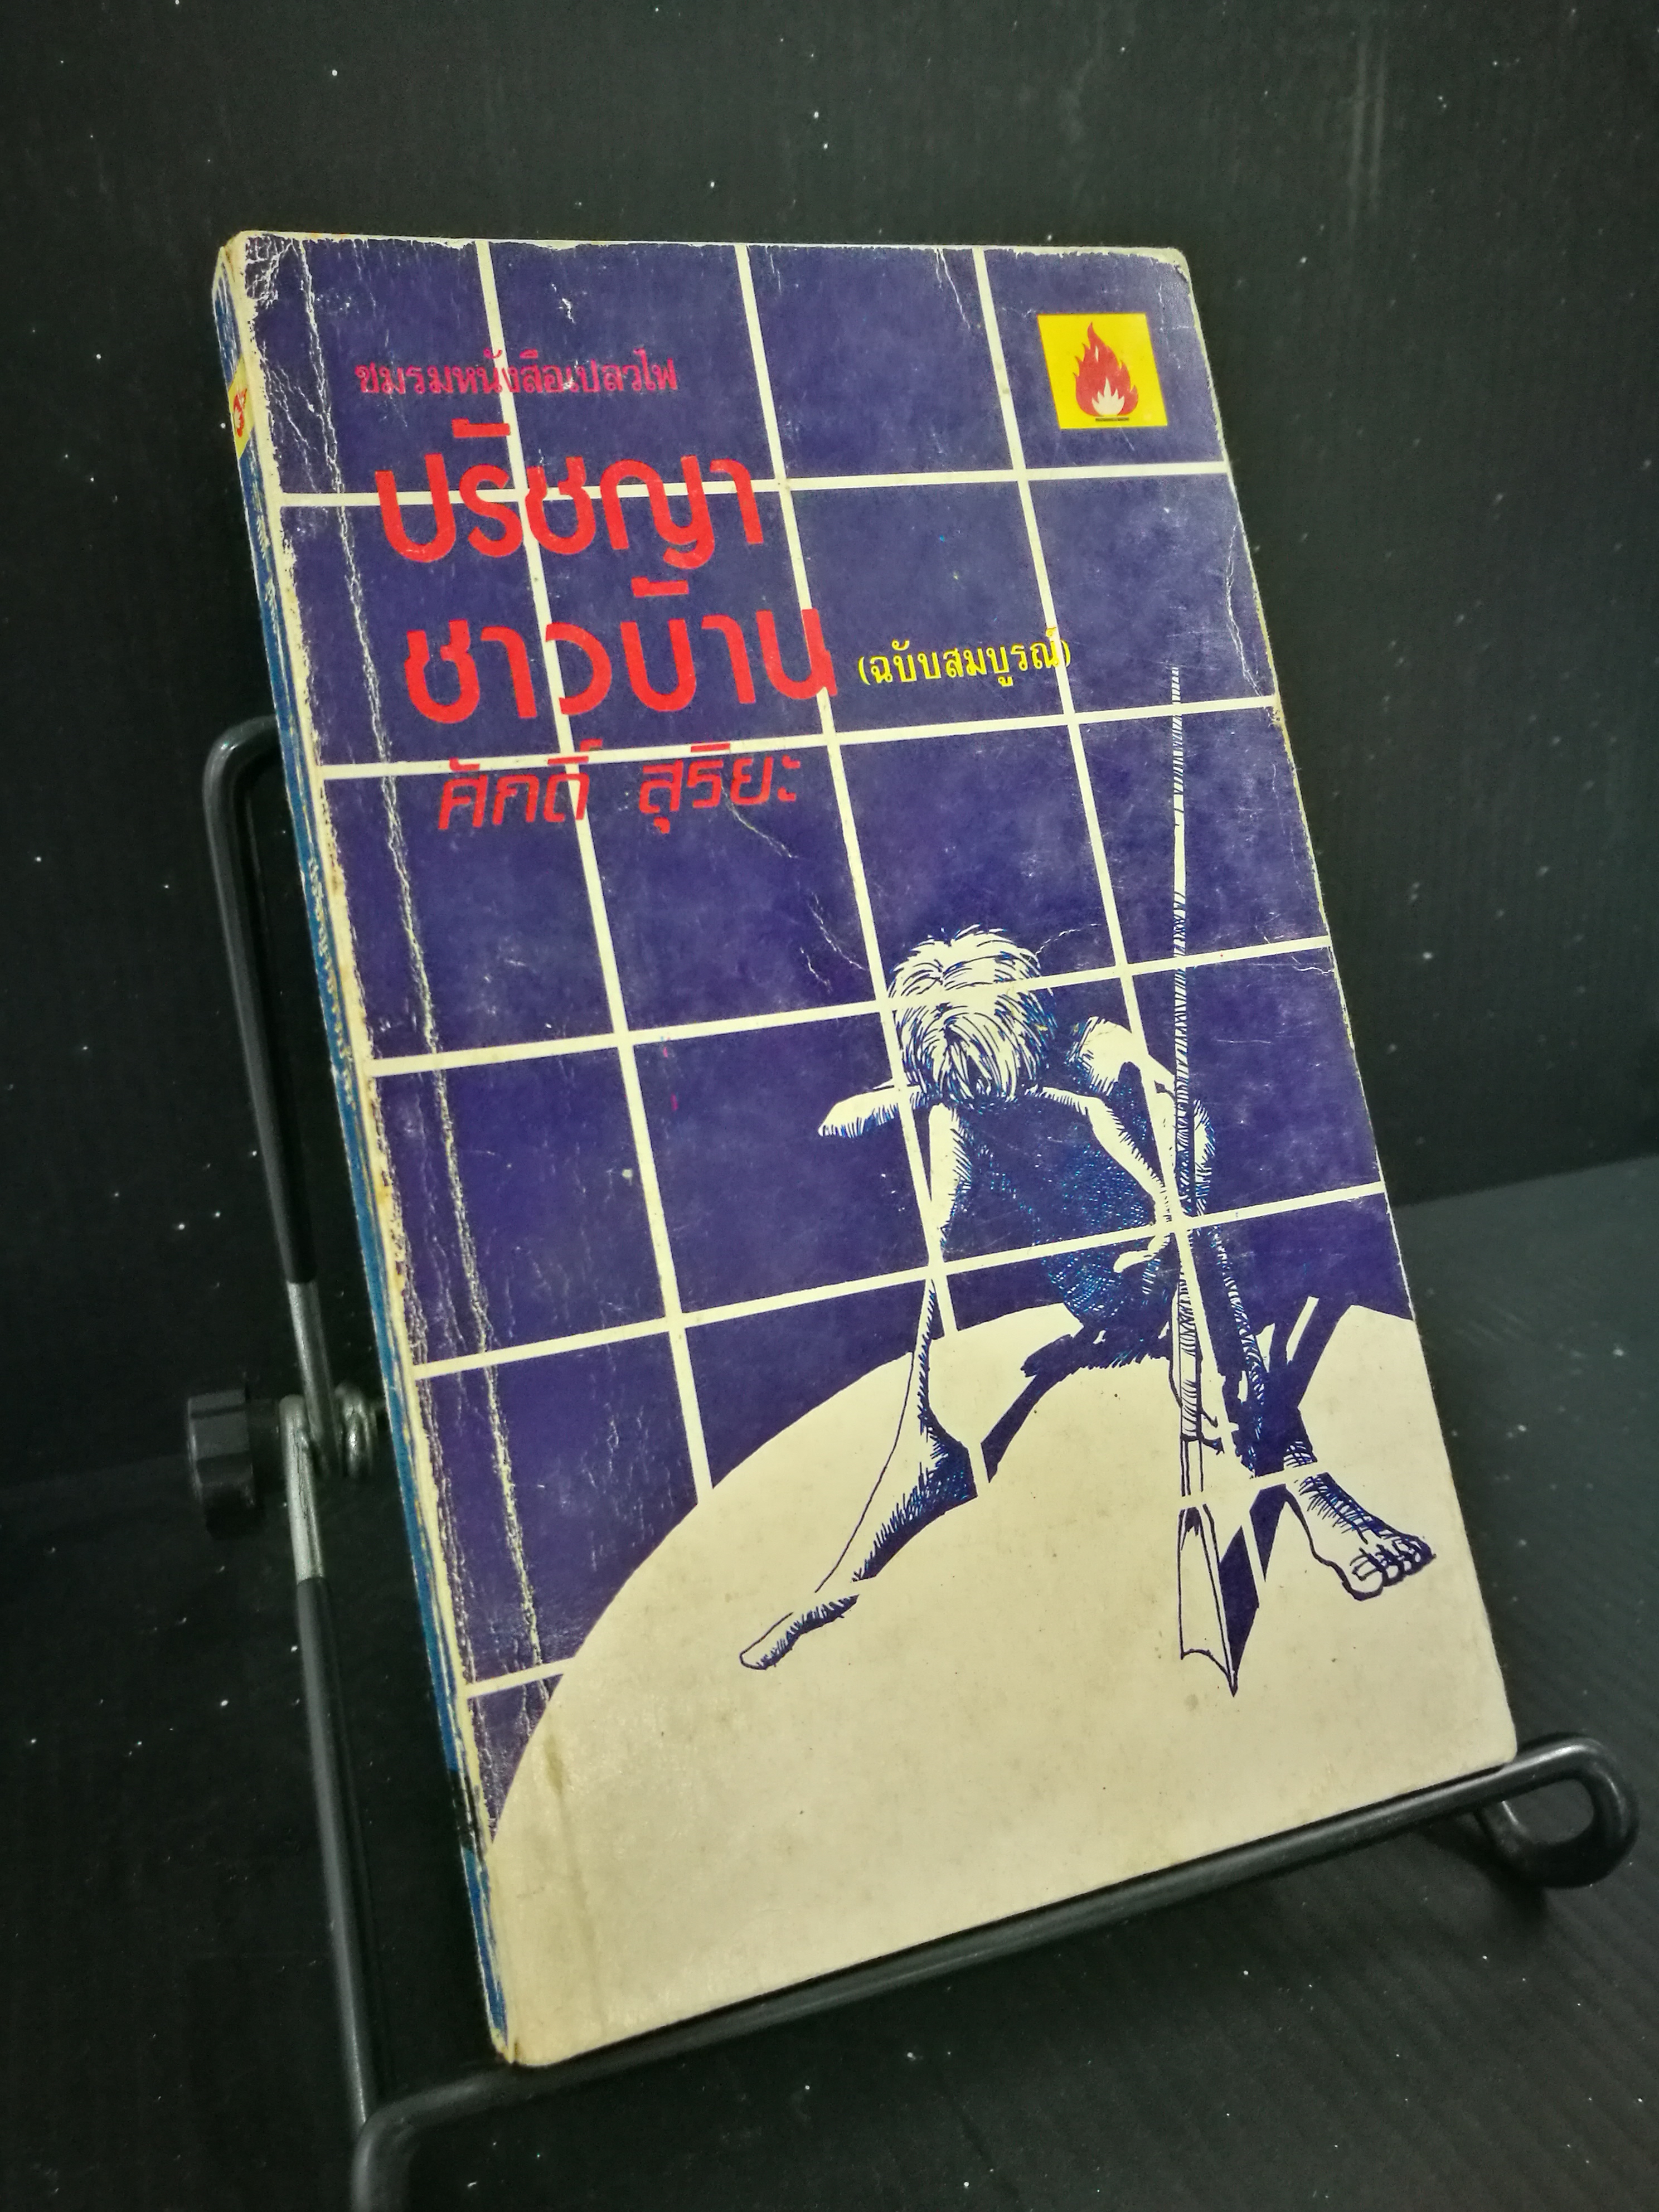 ชมรมหนังสือเปลวไฟ
ปรัชญา
ชาวบ้าน (ฉบับสมบูรณ์)
ศักดิ์ สุริยะ